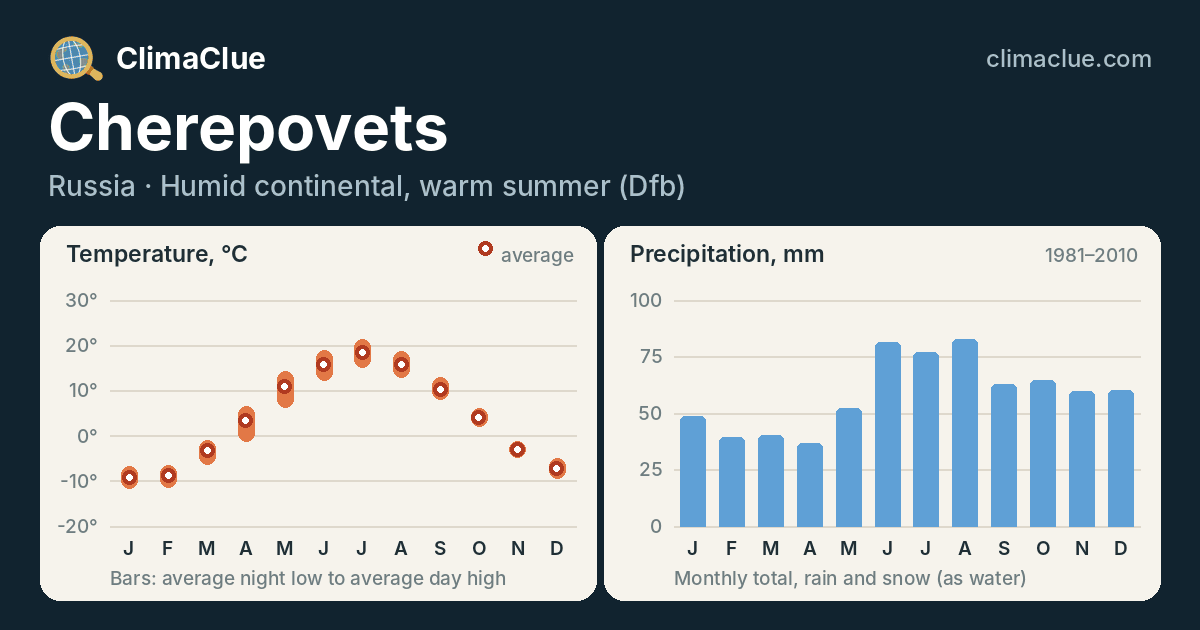 ClimaClue
climaclue.com
Cherepovets
Russia · Humid continental, warm summer (Dfb)
Temperature, °C
average
30°
20°
10°
0°
-10°
-20°
J F M A M J J A S O N D
Bars: average night low to average day high
Precipitation, mm
1981–2010
100
75
50
25
0
J F M A M J J A S O N D
Monthly total, rain and snow (as water)